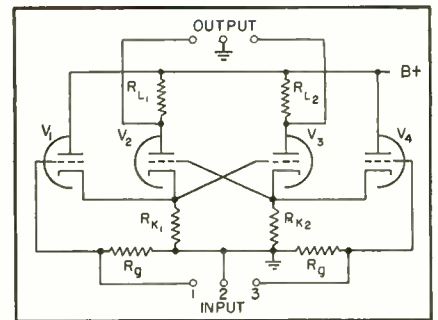 OUTPUT
B+
RL1
RL2
V1
V2
V3
V4
RK1
RK2
Rg
Rg
1 2 3
INPUT